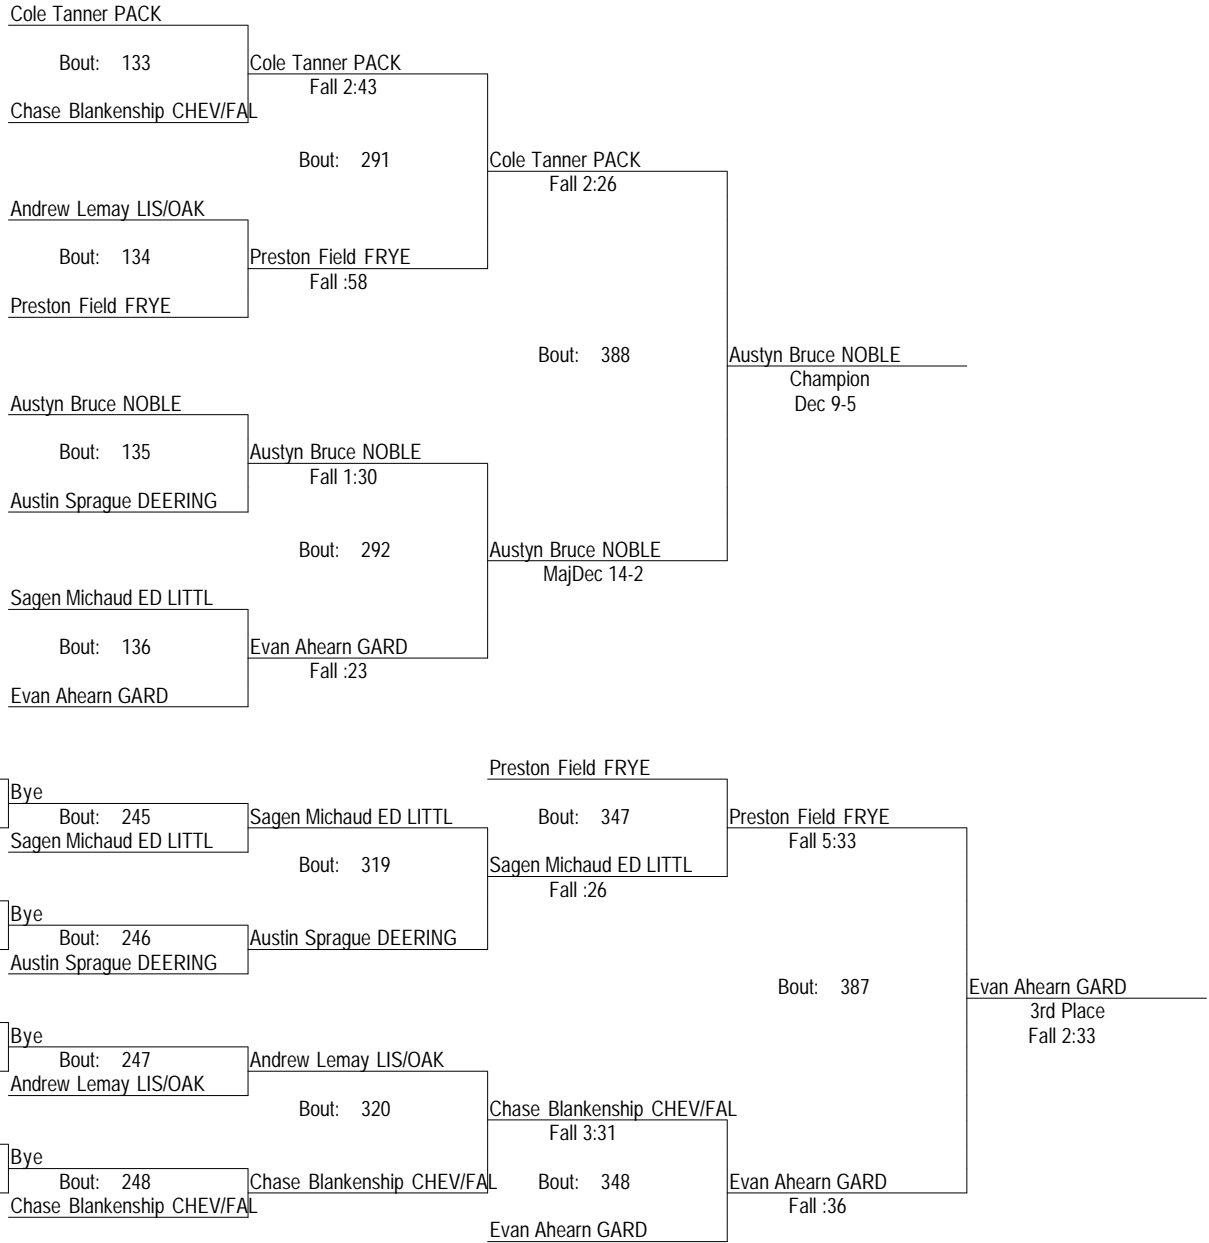 Cole Tanner PACK
Bout: 133
Cole Tanner PACK
Fall 2:43
Chase Blankenship CHEV/FAL
Bout: 291
Cole Tanner PACK
Fall 2:26
Andrew Lemay LIS/OAK
Bout: 134
Preston Field FRYE
Fall :58
Preston Field FRYE
Bout: 388
Austyn Bruce NOBLE
Champion
Dec 9-5
Austyn Bruce NOBLE
Bout: 135
Austyn Bruce NOBLE
Fall 1:30
Austin Sprague DEERING
Bout: 292
Austyn Bruce NOBLE
MajDec 14-2
Sagen Michaud ED LITTL
Bout: 136
Evan Ahearn GARD
Fall :23
Evan Ahearn GARD
Preston Field FRYE
Bye
Bout: 245
Sagen Michaud ED LITTL
Bout: 347
Preston Field FRYE
Fall 5:33
Sagen Michaud ED LITTL
Bout: 319
Sagen Michaud ED LITTL
Fall :26
Bye
Bout: 246
Austin Sprague DEERING
Austin Sprague DEERING
Bout: 387
Evan Ahearn GARD
3rd Place
Fall 2:33
Bye
Bout: 247
Andrew Lemay LIS/OAK
Andrew Lemay LIS/OAK
Bout: 320
Chase Blankenship CHEV/FAL
Fall 3:31
Bye
Bout: 248
Chase Blankenship CHEV/FAL
Bout: 348
Evan Ahearn GARD
Fall :36
Chase Blankenship CHEV/FAL
Evan Ahearn GARD